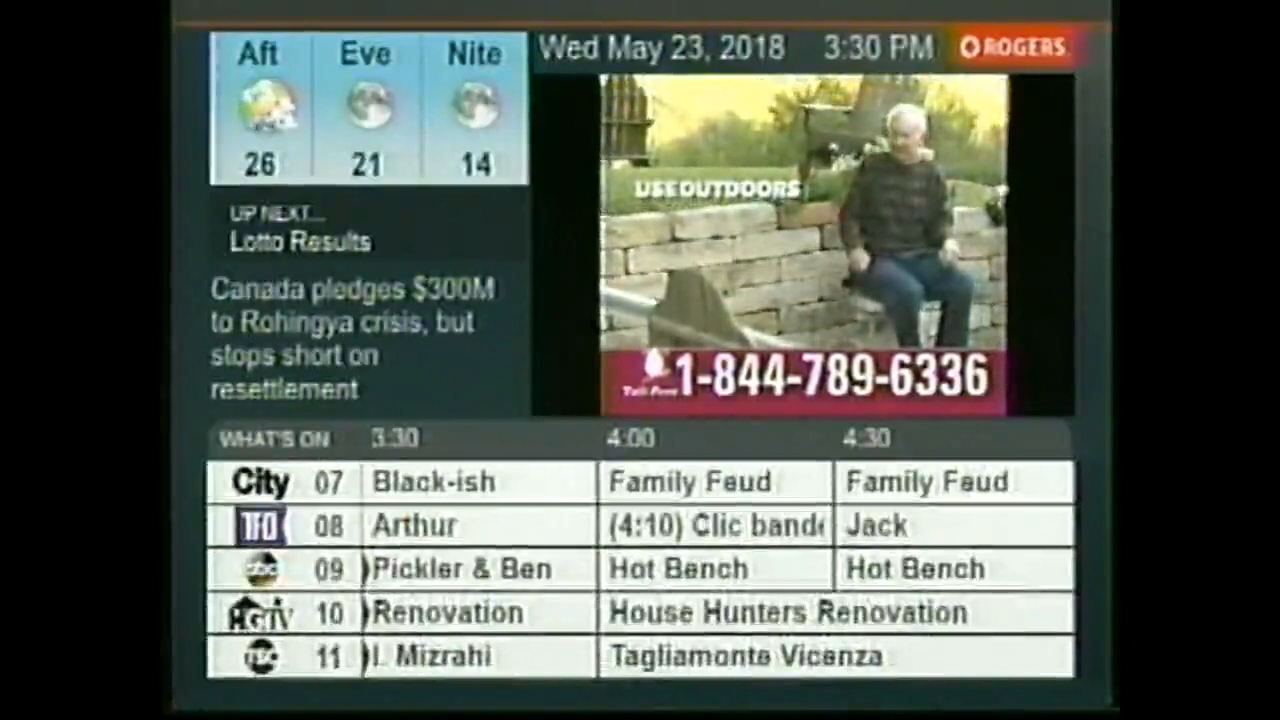 Aft Eve Nite
26 21 14
Wed May 23, 2018 3:30 PM ROGERS
UP NEXT...
Lotto Results
Canada pledges $300M
to Rohingya crisis, but
stops short on
resettlement
USE OUTDOORS
Toll-Free 1-844-789-6336
WHAT'S ON 3:30 4:00 4:30
City 07 Black-ish Family Feud Family Feud
TFO 08 Arthur (4:10) Clic band Jack
abc 09 Pickler & Ben Hot Bench Hot Bench
HGTV 10 Renovation House Hunters Renovation
11 I. Mizrahi Tagliamonte Vicenza